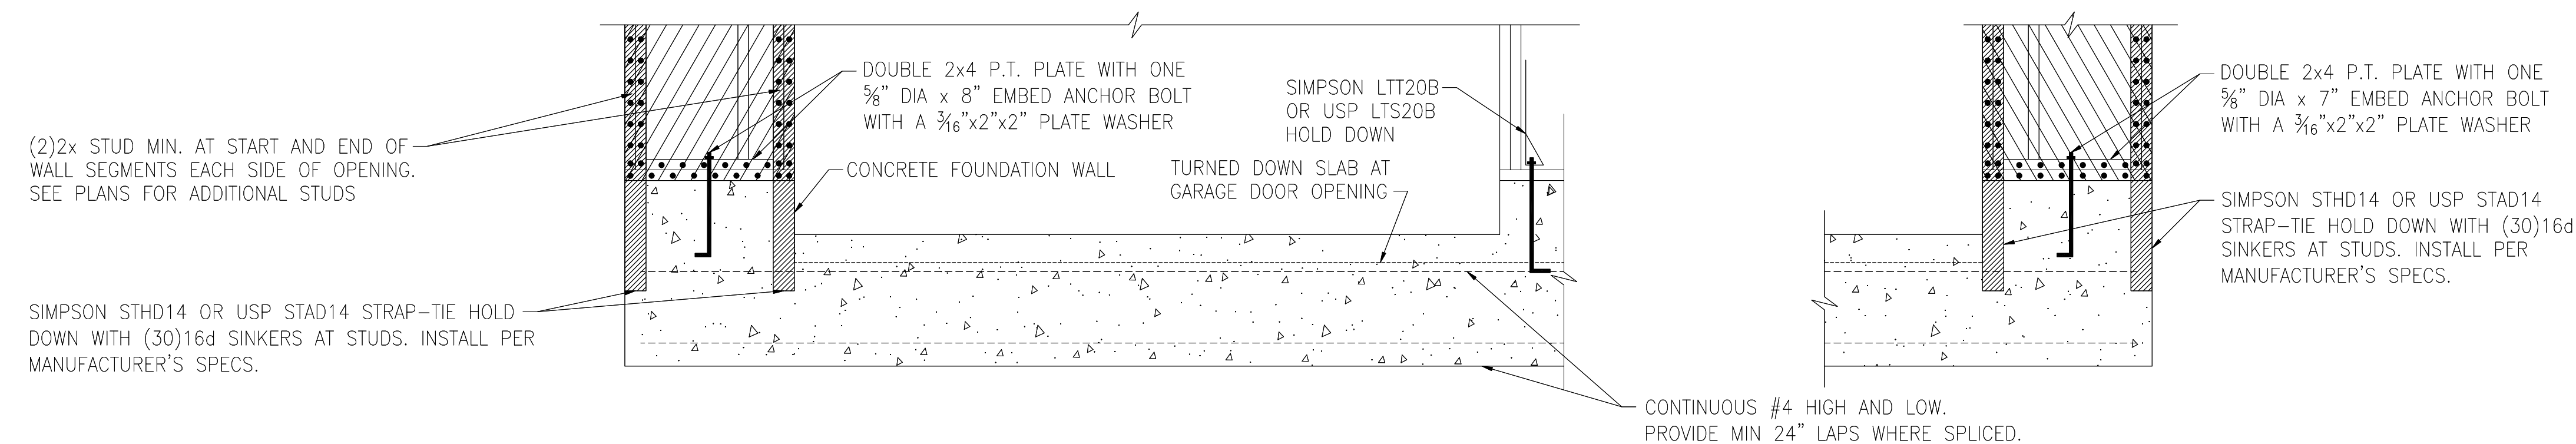 (2)2x STUD MIN. AT START AND END OF
WALL SEGMENTS EACH SIDE OF OPENING.
SEE PLANS FOR ADDITIONAL STUDS
SIMPSON STHD14 OR USP STAD14 STRAP-TIE HOLD
DOWN WITH (30)16d SINKERS AT STUDS. INSTALL PER
MANUFACTURER'S SPECS.
DOUBLE 2x4 P.T. PLATE WITH ONE
⅝" DIA x 8" EMBED ANCHOR BOLT
WITH A 3⁄16"x2"x2" PLATE WASHER
CONCRETE FOUNDATION WALL
SIMPSON LTT20B
OR USP LTS20B
HOLD DOWN
TURNED DOWN SLAB AT
GARAGE DOOR OPENING
CONTINUOUS #4 HIGH AND LOW.
PROVIDE MIN 24" LAPS WHERE SPLICED.
DOUBLE 2x4 P.T. PLATE WITH ONE
⅝" DIA x 7" EMBED ANCHOR BOLT
WITH A 3⁄16"x2"x2" PLATE WASHER
SIMPSON STHD14 OR USP STAD14
STRAP-TIE HOLD DOWN WITH (30)16d
SINKERS AT STUDS. INSTALL PER
MANUFACTURER'S SPECS.